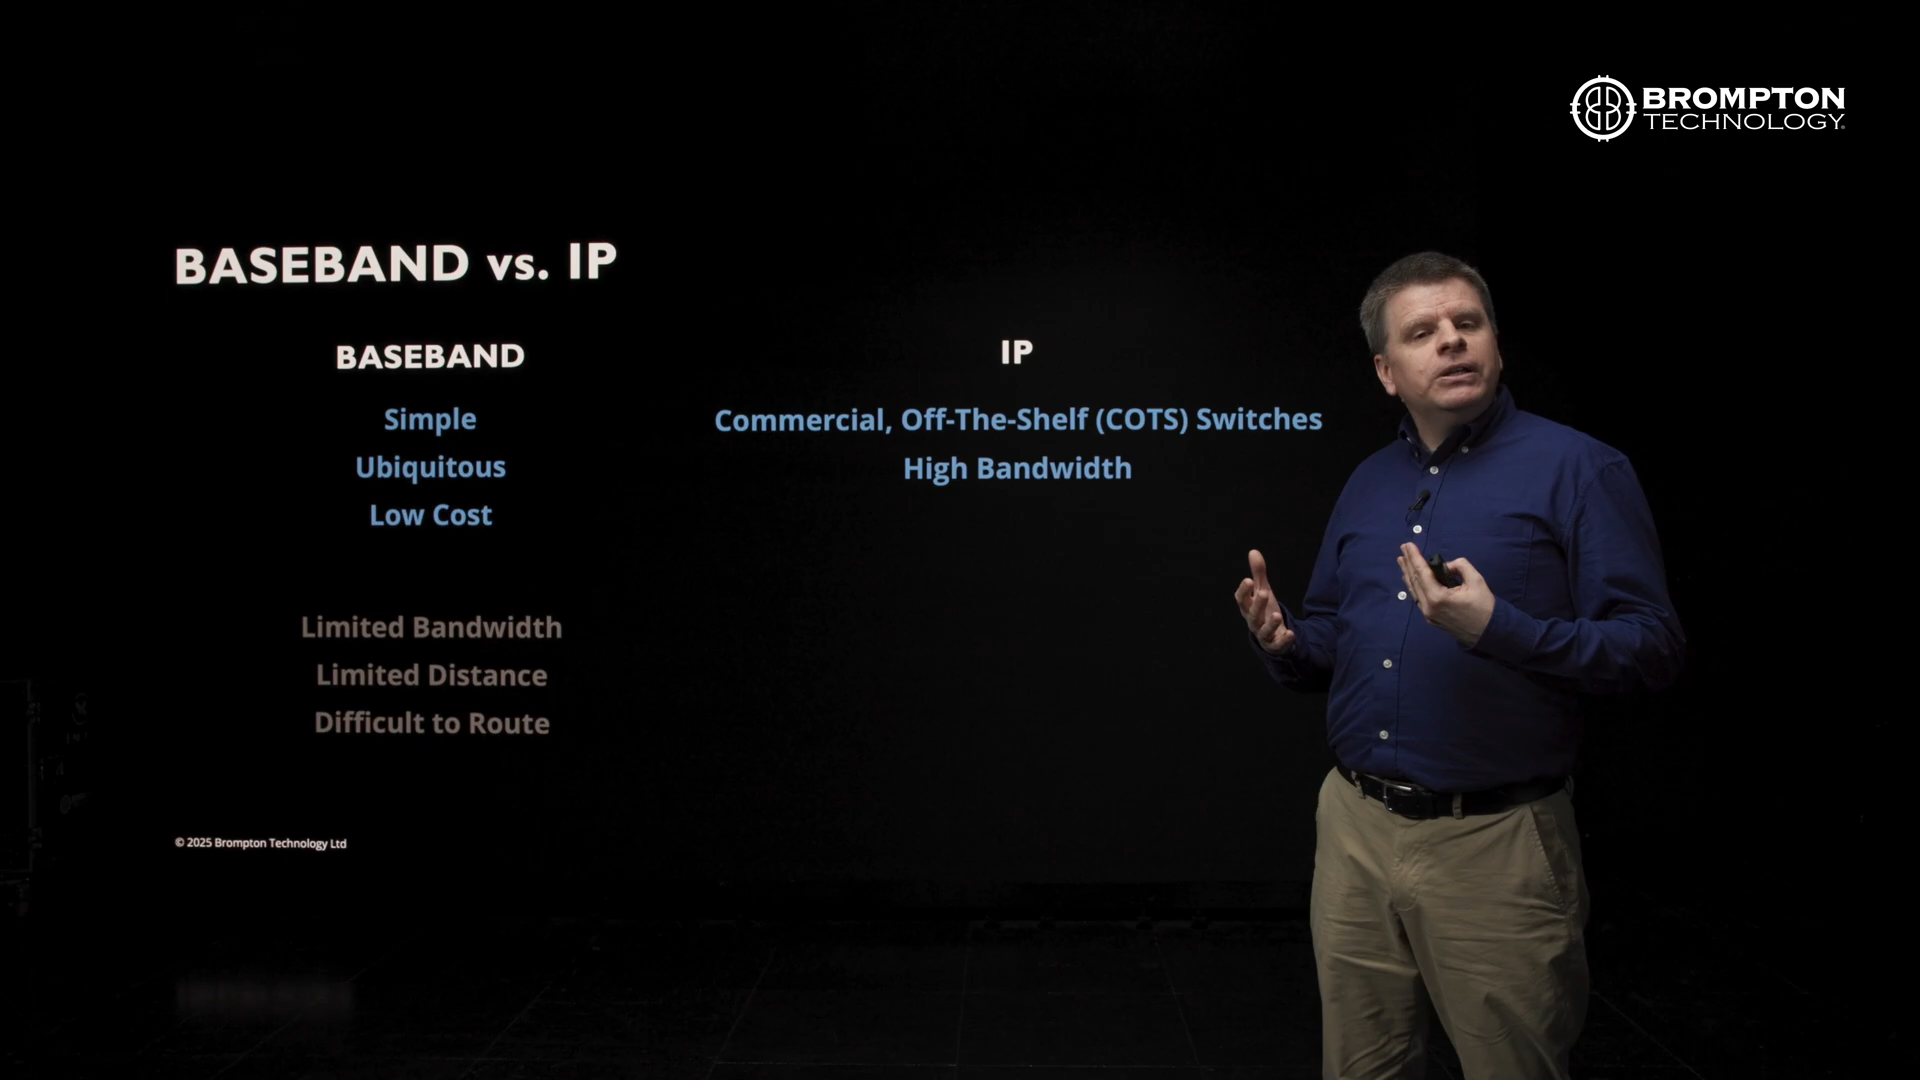 BROMPTON
TECHNOLOGY
BASEBAND vs. IP
BASEBAND
Simple
Ubiquitous
Low Cost
Limited Bandwidth
Limited Distance
Difficult to Route
IP
Commercial, Off-The-Shelf (COTS) Switches
High Bandwidth
© 2025 Brompton Technology Ltd